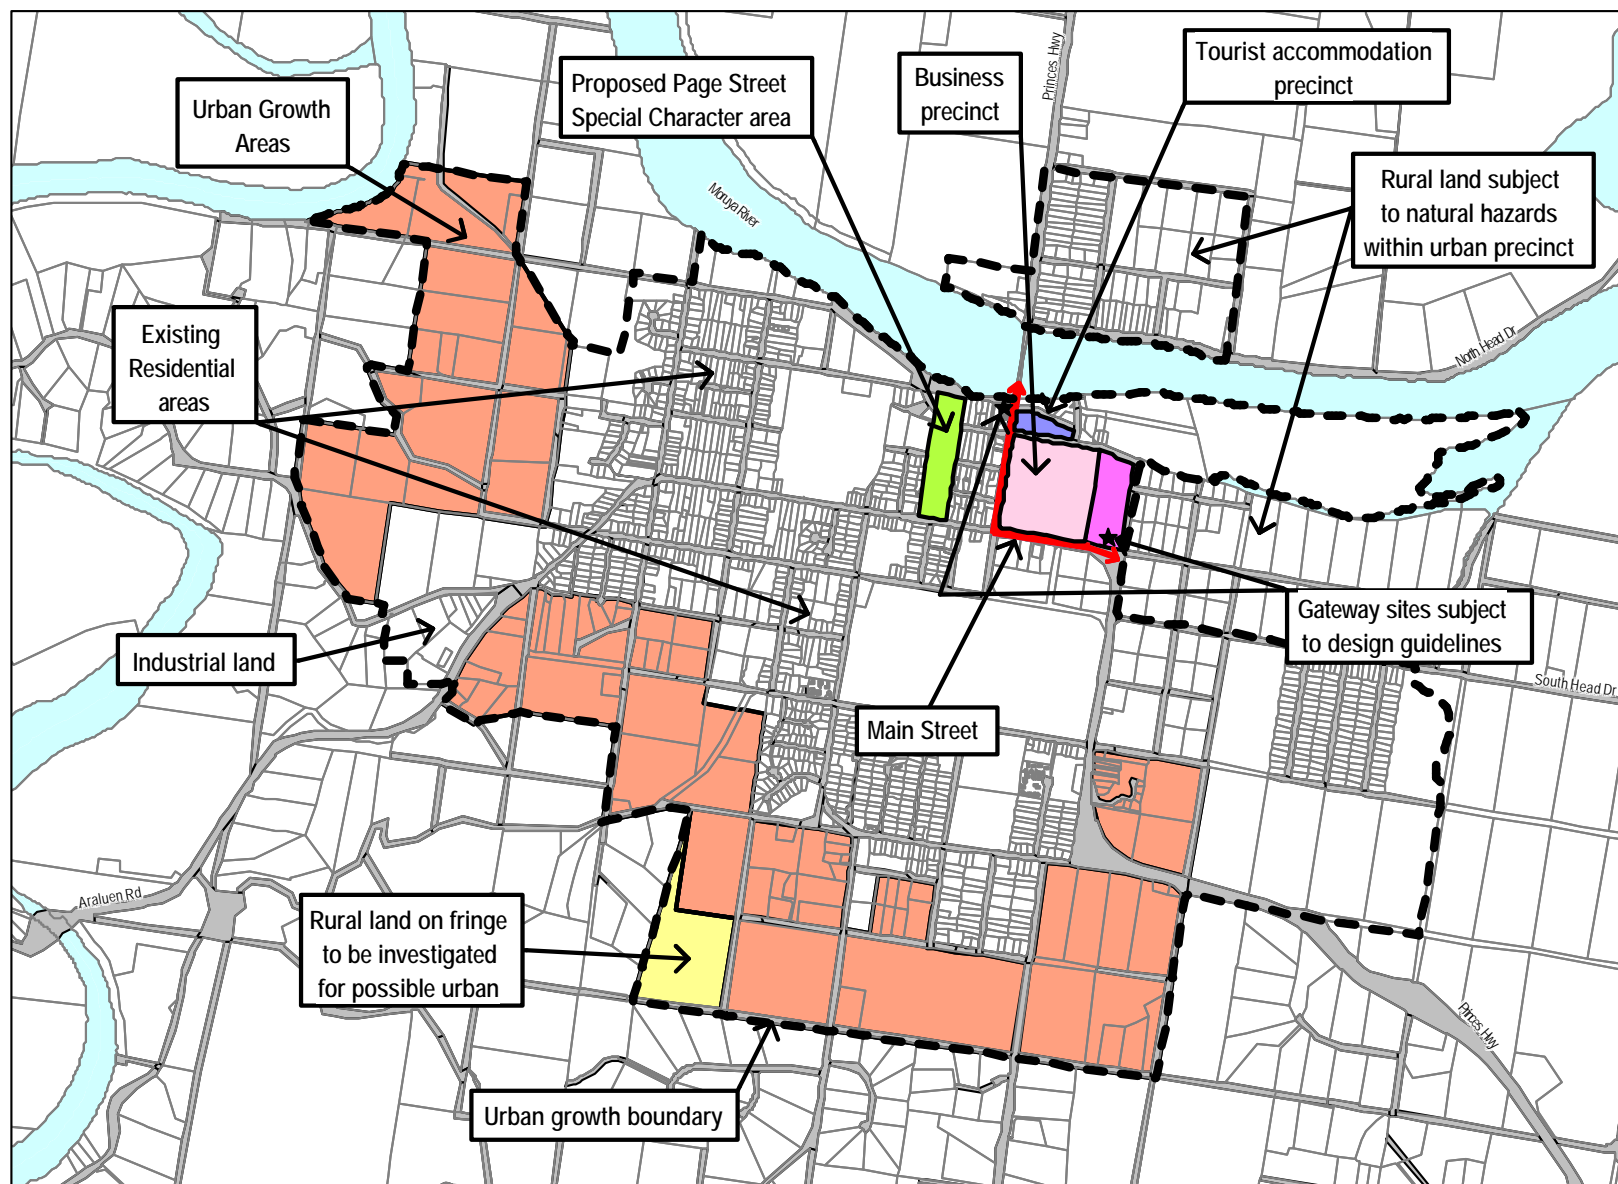 Princes Hwy
Tourist accommodation
precinct
Proposed Page Street
Special Character area
Business
precinct
Urban Growth
Areas
Rural land subject
to natural hazards
within urban precinct
Moruya River
Existing
Residential
areas
North Head Dr
Gateway sites subject
to design guidelines
Industrial land
South Head Dr
Main Street
Araluen Rd
Rural land on fringe
to be investigated
for possible urban
Princes Hwy
Urban growth boundary